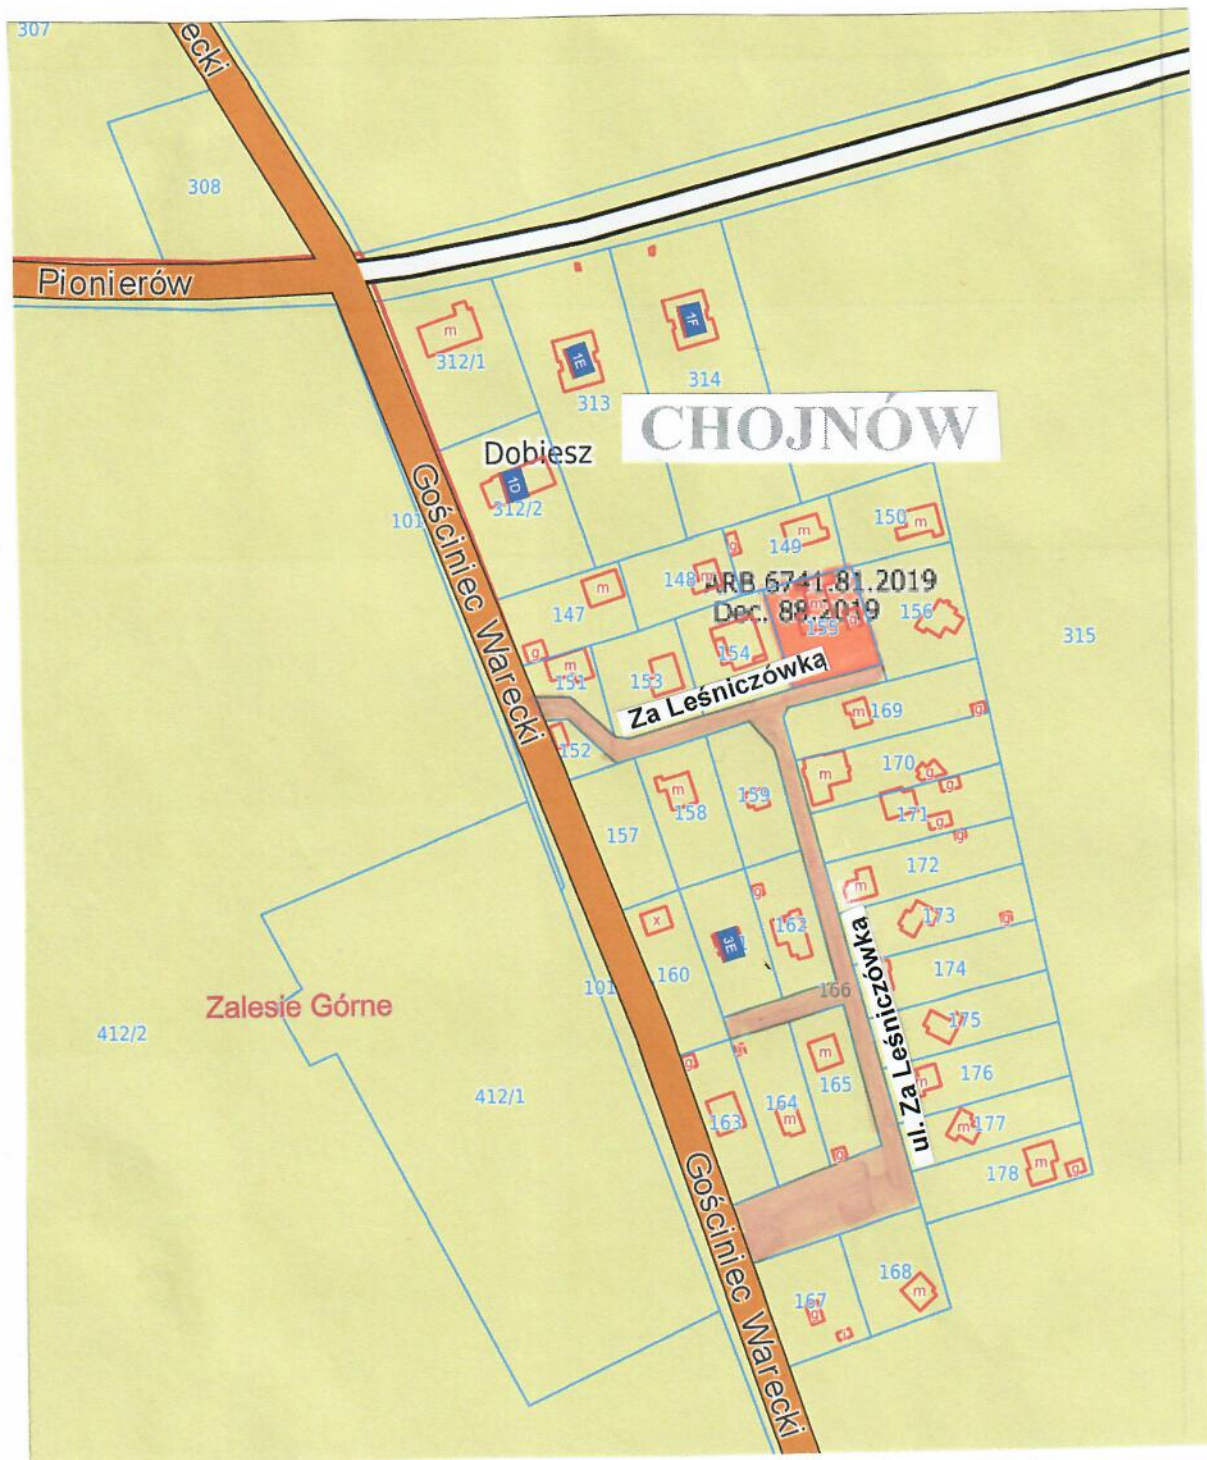 307
ecki
308
Pionierów
m
312/1
1E
313
1F
314
CHOJNÓW
Dobiesz
1D
312/2
101
Gościniec Warecki
150
m
149
m
g
148
m
147
m
ARB.6741.81.2019
Dec. 88.2019
m
g
155
156
315
g
m
151
153
154
Za Leśniczówką
152
m
169
g
m
170
g
g
171
g
g
157
m
158
159
172
m
173
g
x
160
3E
g
162
174
101
166
175
ul. Za Leśniczówka
Zalesie Górne
412/2
412/1
g
163
164
m
m
165
g
m
176
m
177
m
g
178
Gościniec Warecki
167
g
168
m